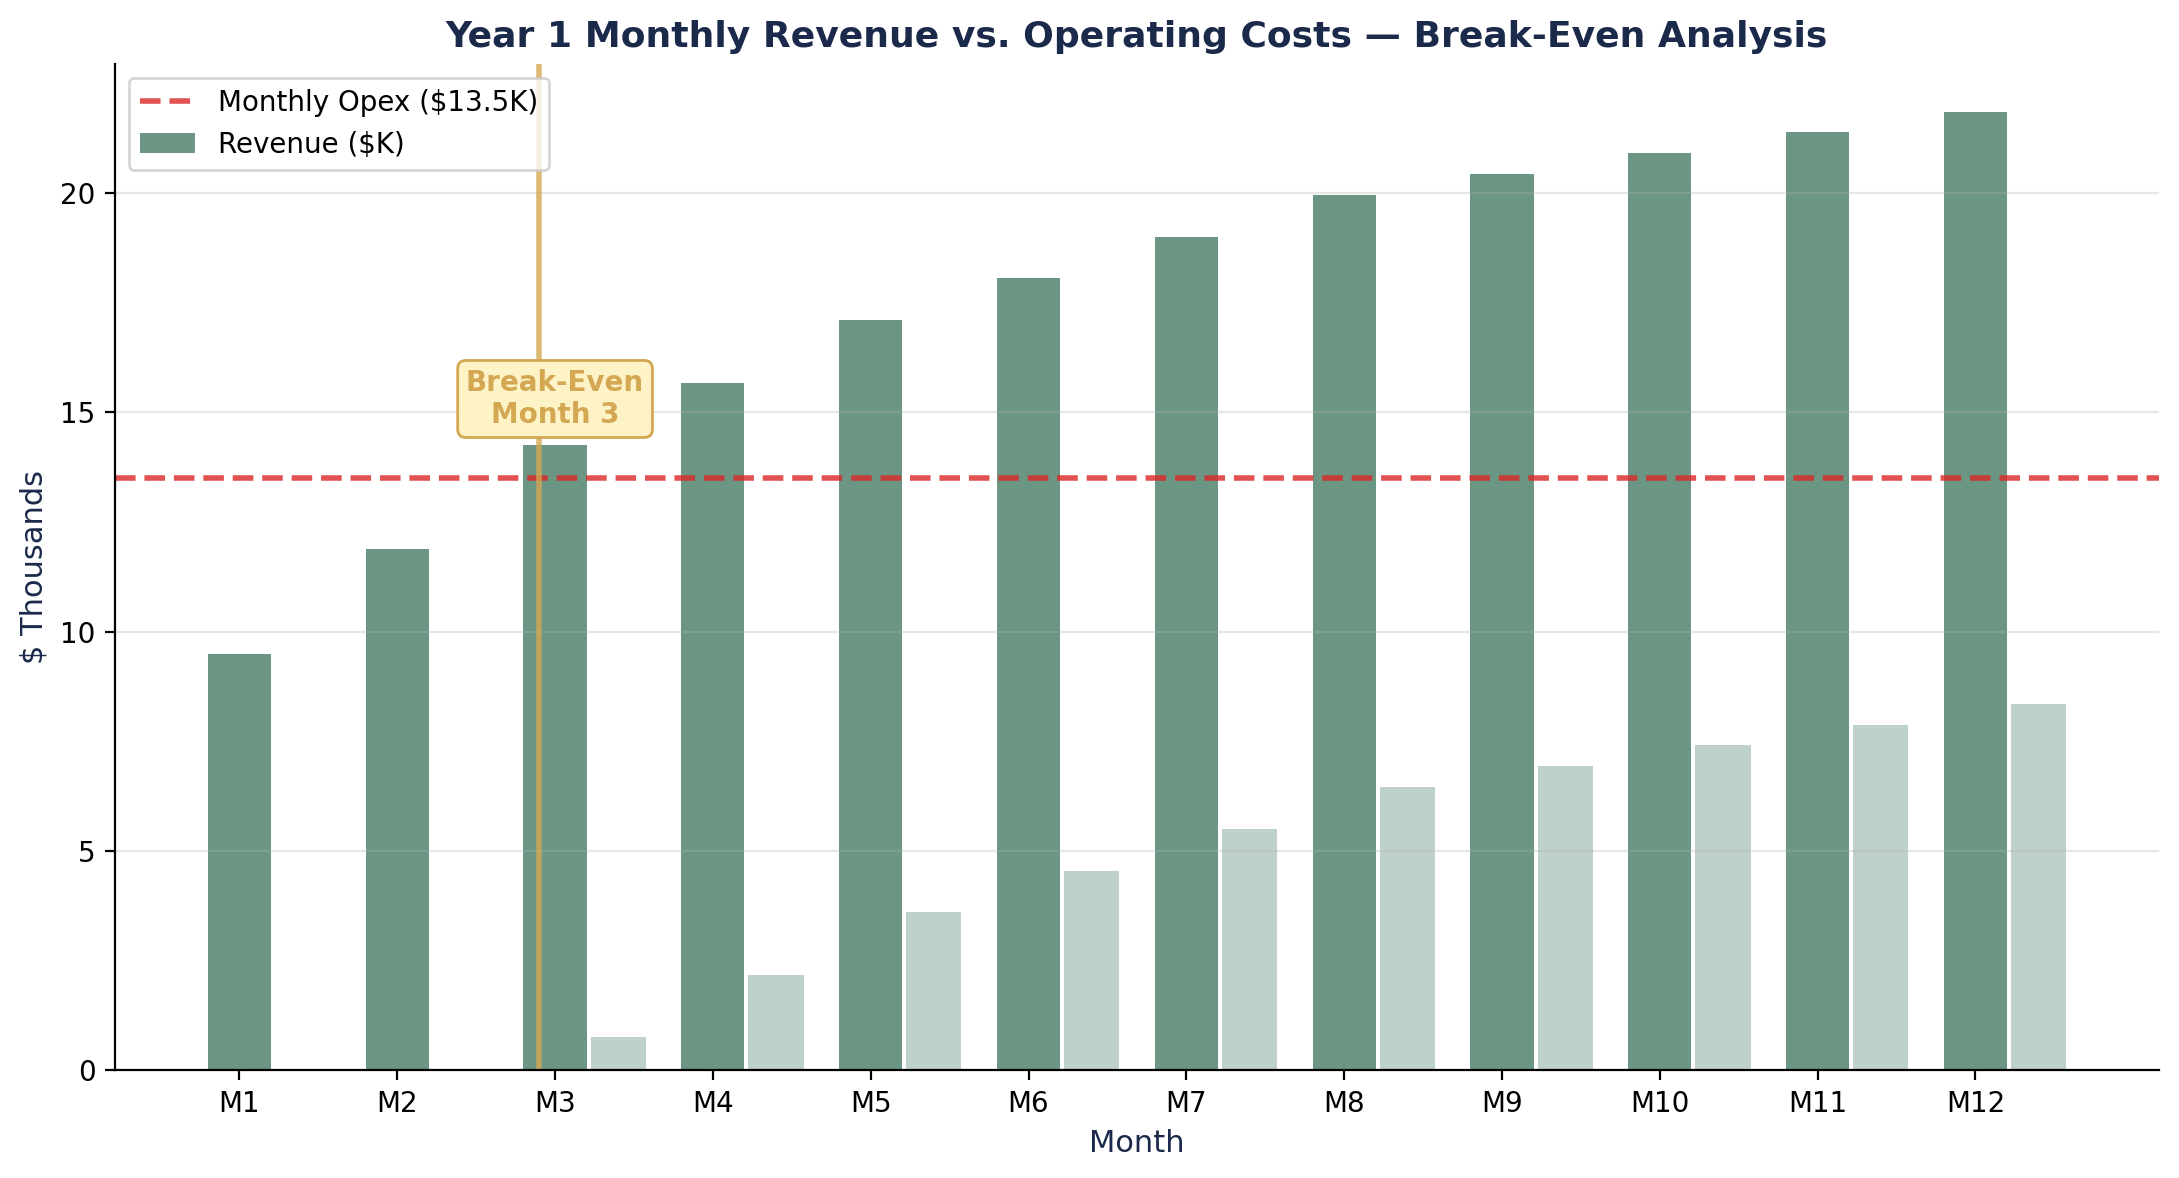 Year 1 Monthly Revenue vs. Operating Costs — Break-Even Analysis
Monthly Opex ($13.5K)
Revenue ($K)
Break-Even
Month 3
$ Thousands
20
15
10
5
0
M1 M2 M3 M4 M5 M6 M7 M8 M9 M10 M11 M12
Month